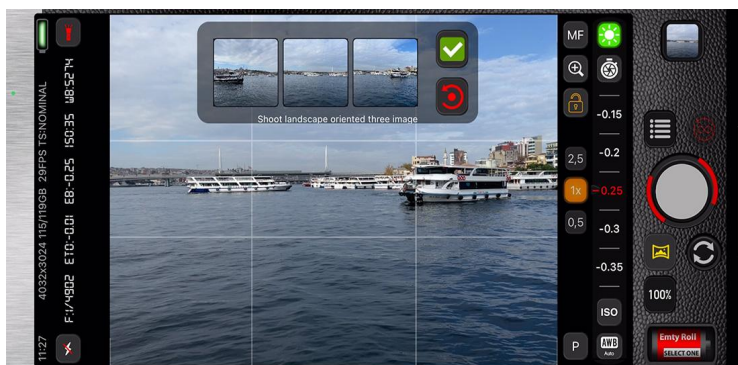 11:27
4032x3024 115/119GB 29FPS TS:NOMINAL
F:1/4902 ET0:-0.01 EB:-0.25 ISO:35 WB:5274
Shoot landscape oriented three image
MF
2,5
1x
0,5
P
-0.15
-0.2
-0.25
-0.3
-0.35
ISO
AWB
Auto
100%
Emty Roll
SELECT ONE